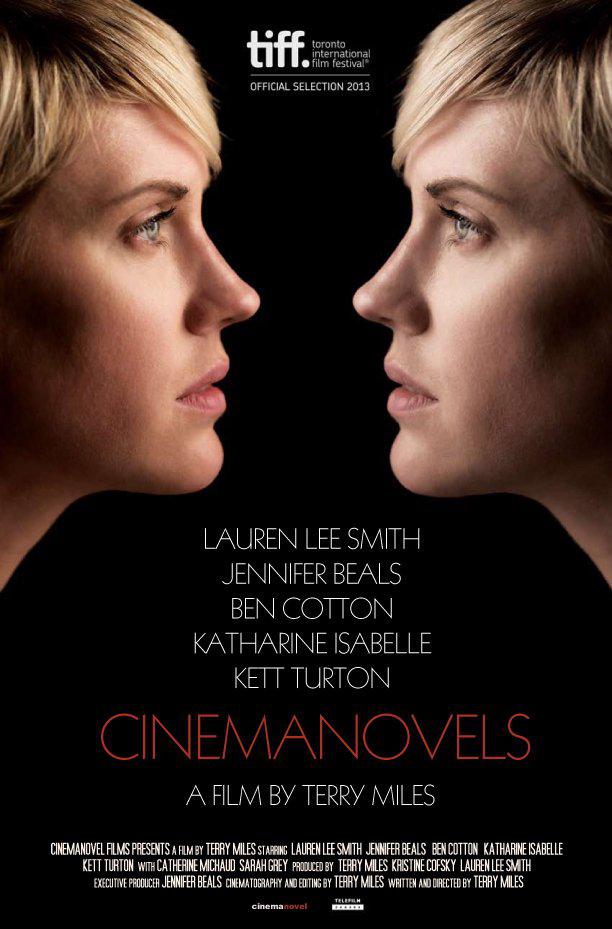 tiff. toronto
international
film festival®
OFFICIAL SELECTION 2013
LAUREN LEE SMITH
JENNIFER BEALS
BEN COTTON
KATHARINE ISABELLE
KETT TURTON
CINEMANOVELS
A FILM BY TERRY MILES
CINEMANOVEL FILMS PRESENTS A FILM BY TERRY MILES STARRING LAUREN LEE SMITH JENNIFER BEALS BEN COTTON KATHARINE ISABELLE
KETT TURTON WITH CATHERINE MICHAUD SARAH GREY PRODUCED BY TERRY MILES KRISTINE COFSKY LAUREN LEE SMITH
EXECUTIVE PRODUCER JENNIFER BEALS CINEMATOGRAPHY AND EDITING BY TERRY MILES WRITTEN AND DIRECTED BY TERRY MILES
cinemanovel TELEFILM
CANADA